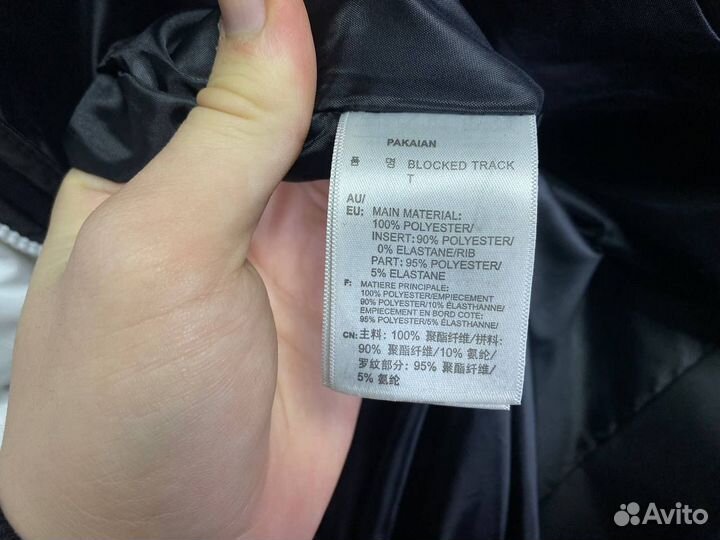 PAKAIAN
품 명 BLOCKED TRACK
T
AU/
EU: MAIN MATERIAL:
100% POLYESTER/
INSERT: 90% POLYESTER/
0% ELASTANE/RIB
PART: 95% POLYESTER/
5% ELASTANE
F: MATIERE PRINCIPALE:
100% POLYESTER/EMPIECEMENT
90% POLYESTER/10% ELASTHANNE/
EMPIECEMENT EN BORD COTE:
95% POLYESTER/5% ÉLASTHANNE
CN: 主料: 100% 聚酯纤维/拼料:
90% 聚酯纤维/10% 氨纶/
罗纹部分: 95% 聚酯纤维/
5% 氨纶
Avito